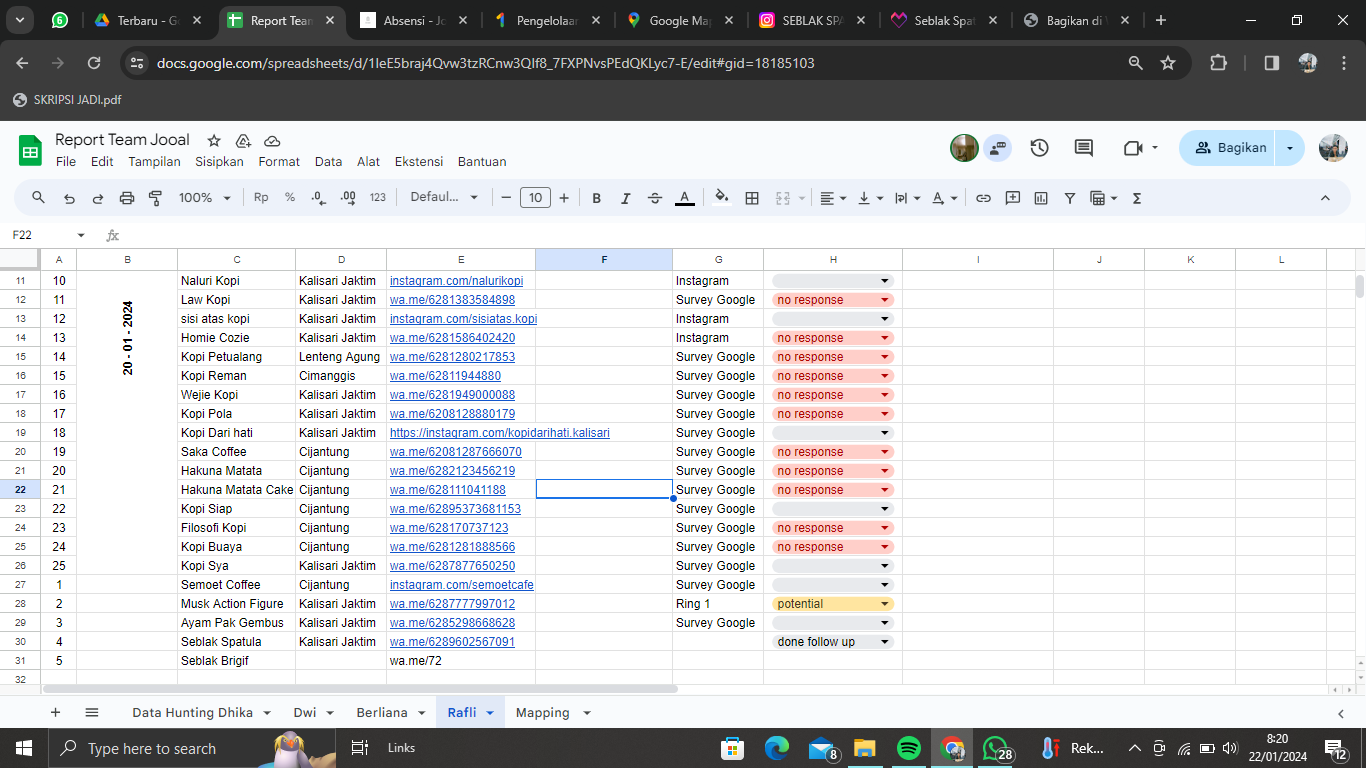 6
Terbaru - G
Report Tean
Absensi - Jo
Pengelolaar
Google Ma
SEBLAK SPA
Seblak Spat
Bagikan di
docs.google.com/spreadsheets/d/1IeE5braj4Qvw3tzRCnw3QIf8_7FXPNvsPEdQKLyc7-E/edit#gid=18185103
SKRIPSI JADI.pdf
Report Team Jooal
File Edit Tampilan Sisipkan Format Data Alat Ekstensi Bantuan
Bagikan
100% Rp % .0 .00 123 Defaul... 10 B I A
F22 fx
A B C D E F G H I J K L
20 - 01 - 2024
11 10 Naluri Kopi Kalisari Jaktim instagram.com/nalurikopi Instagram
12 11 Law Kopi Kalisari Jaktim wa.me/6281383584898 Survey Google no response
13 12 sisi atas kopi Kalisari Jaktim instagram.com/sisiatas.kopi Instagram
14 13 Homie Cozie Kalisari Jaktim wa.me/6281586402420 Instagram no response
15 14 Kopi Petualang Lenteng Agung wa.me/6281280217853 Survey Google no response
16 15 Kopi Reman Cimanggis wa.me/62811944880 Survey Google no response
17 16 Wejie Kopi Kalisari Jaktim wa.me/6281949000088 Survey Google no response
18 17 Kopi Pola Kalisari Jaktim wa.me/6208128880179 Survey Google no response
19 18 Kopi Dari hati Kalisari Jaktim https://instagram.com/kopidarihati.kalisari Survey Google
20 19 Saka Coffee Cijantung wa.me/62081287666070 Survey Google no response
21 20 Hakuna Matata Cijantung wa.me/6282123456219 Survey Google no response
22 21 Hakuna Matata Cake Cijantung wa.me/628111041188 Survey Google no response
23 22 Kopi Siap Cijantung wa.me/62895373681153 Survey Google
24 23 Filosofi Kopi Cijantung wa.me/628170737123 Survey Google no response
25 24 Kopi Buaya Cijantung wa.me/6281281888566 Survey Google no response
26 25 Kopi Sya Kalisari Jaktim wa.me/6287877650250 Survey Google
27 1 Semoet Coffee Cijantung instagram.com/semoetcafe Survey Google
28 2 Musk Action Figure Kalisari Jaktim wa.me/6287777997012 Ring 1 potential
29 3 Ayam Pak Gembus Kalisari Jaktim wa.me/6285298668628 Survey Google
30 4 Seblak Spatula Kalisari Jaktim wa.me/6289602567091 done follow up
31 5 Seblak Brigif wa.me/72
32
Data Hunting Dhika Dwi Berliana Rafli Mapping
Type here to search Links 8 28 Rek... 8:20
22/01/2024 12